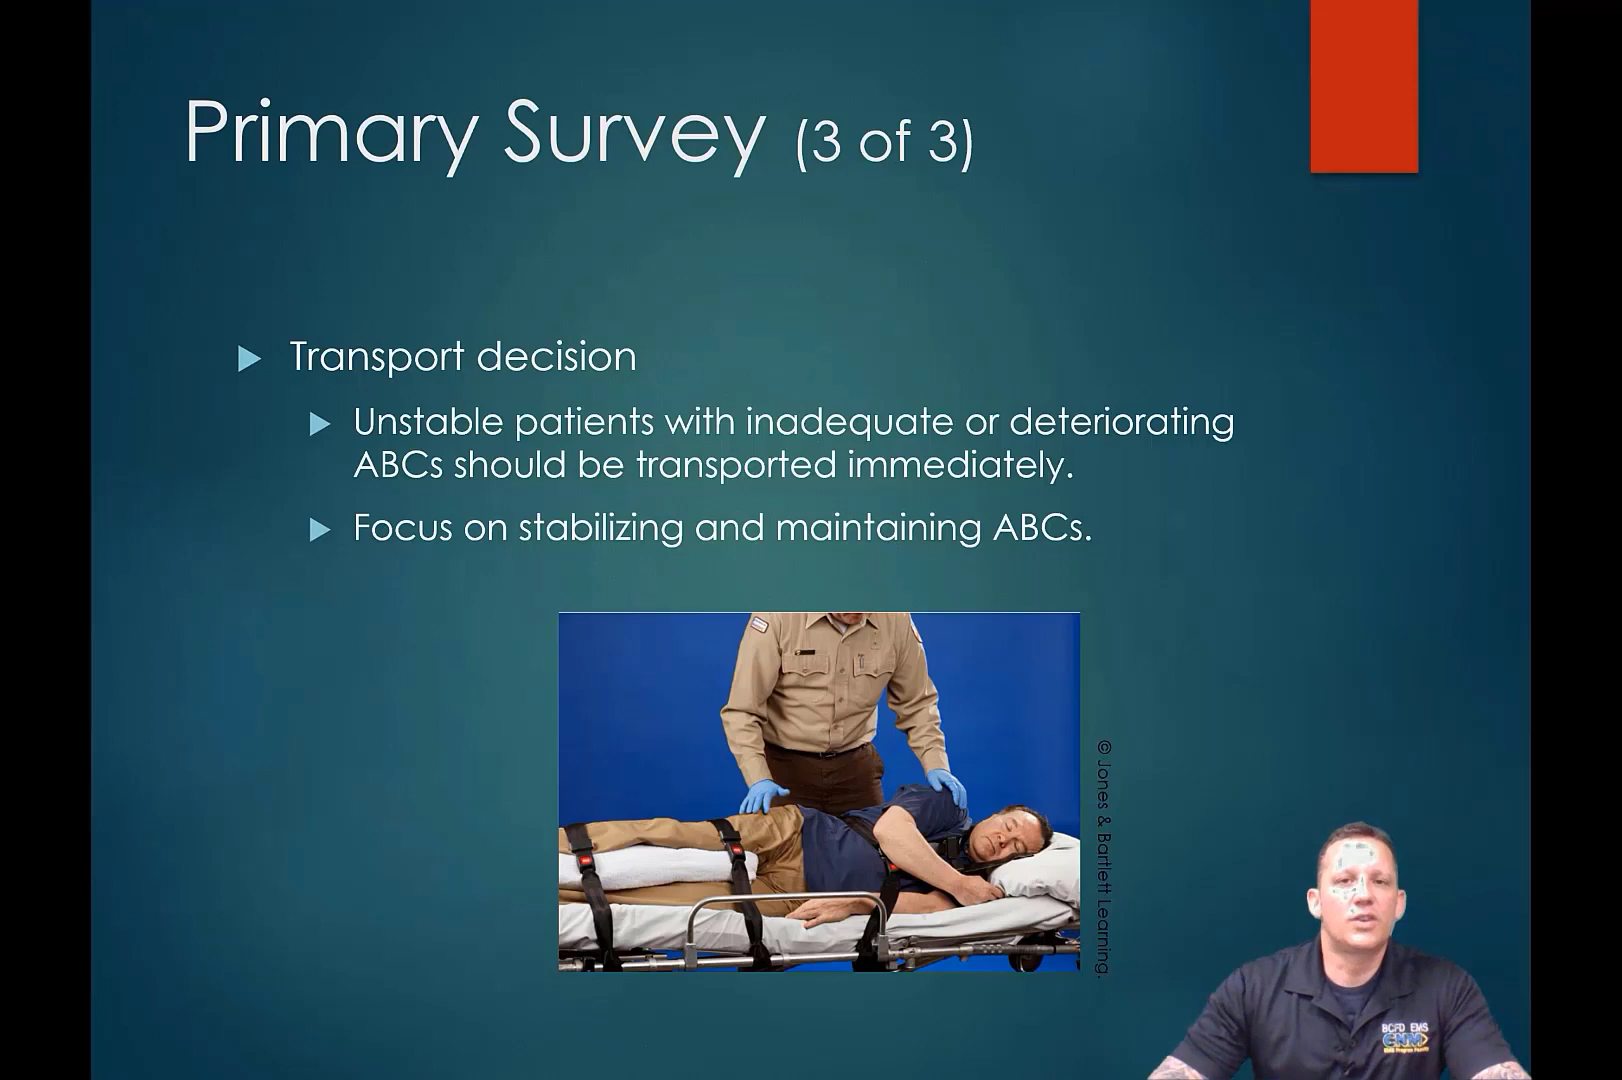 Primary Survey (3 of 3)
Transport decision
Unstable patients with inadequate or deteriorating
ABCs should be transported immediately.
Focus on stabilizing and maintaining ABCs.
© Jones & Bartlett Learning.
BCFD EMS
CNM